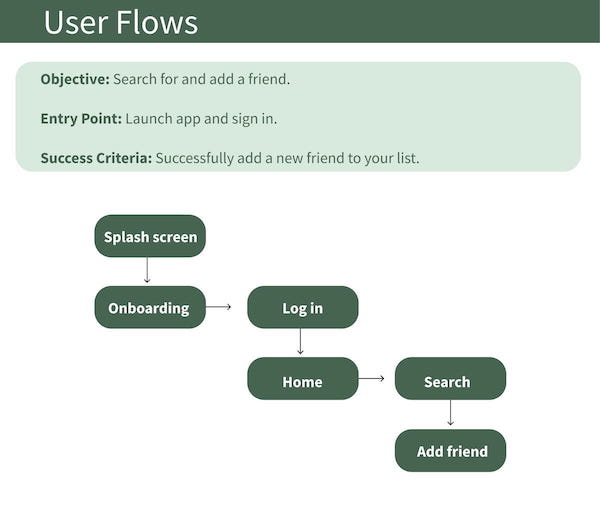 User Flows
Objective: Search for and add a friend.
Entry Point: Launch app and sign in.
Success Criteria: Successfully add a new friend to your list.
Splash screen
Onboarding
Log in
Home
Search
Add friend